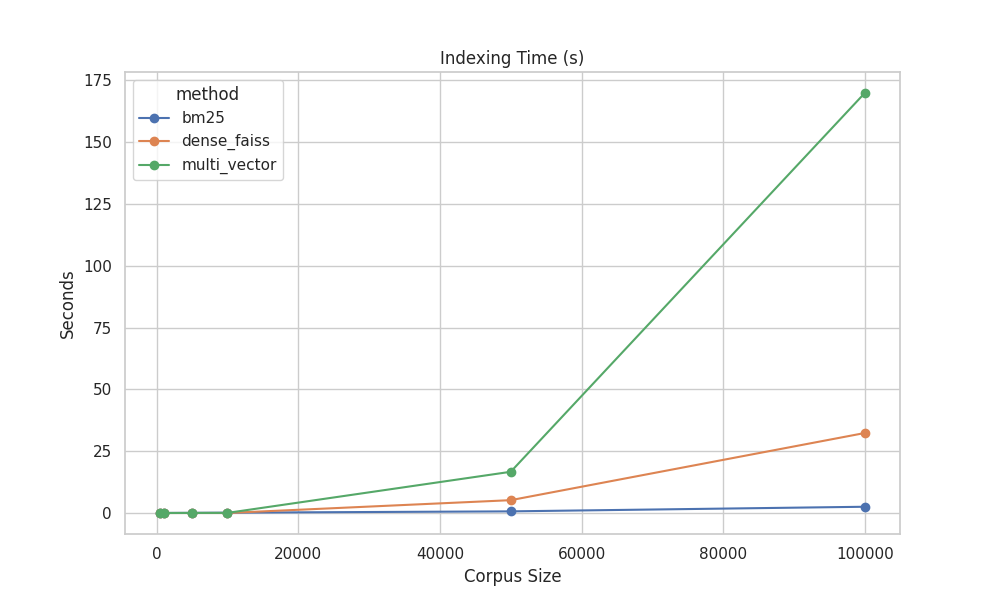 Indexing Time (s)
175
150
125
100
75
50
25
0
Seconds
method
bm25
dense_faiss
multi_vector
0 20000 40000 60000 80000 100000
Corpus Size